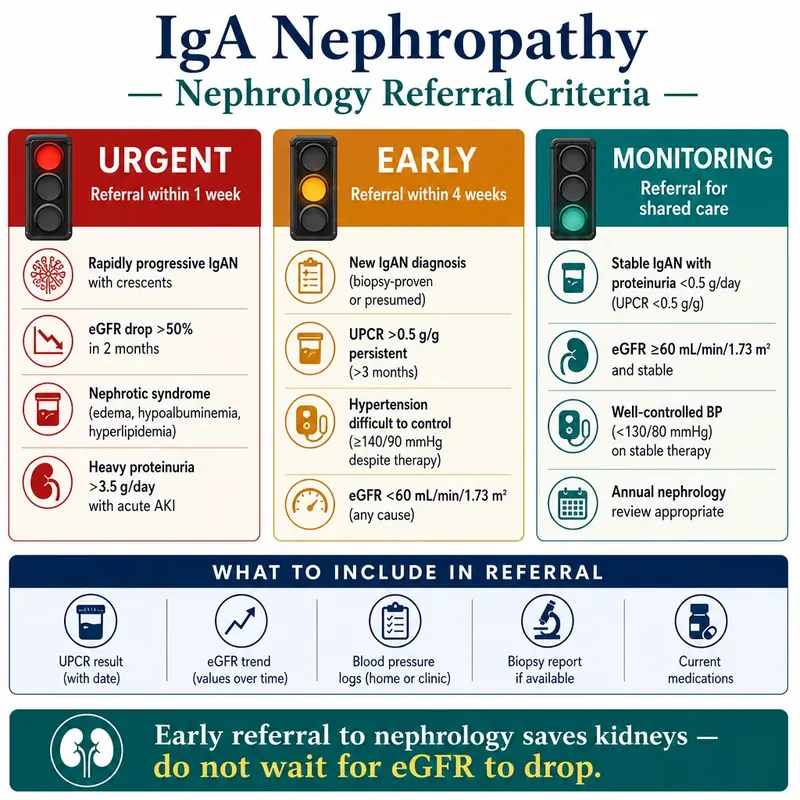 IgA Nephropathy
— Nephrology Referral Criteria —
URGENT
Referral within 1 week
Rapidly progressive IgAN
with crescents
eGFR drop >50%
in 2 months
Nephrotic syndrome
(edema, hypoalbuminemia,
hyperlipidemia)
Heavy proteinuria
>3.5 g/day
with acute AKI
EARLY
Referral within 4 weeks
New IgAN diagnosis
(biopsy-proven
or presumed)
UPCR >0.5 g/g
persistent
(>3 months)
Hypertension
difficult to control
(≥140/90 mmHg
despite therapy)
eGFR <60 mL/min/1.73 m²
(any cause)
MONITORING
Referral for
shared care
Stable IgAN with
proteinuria <0.5 g/day
(UPCR <0.5 g/g)
eGFR ≥60 mL/min/1.73 m²
and stable
Well-controlled BP
(<130/80 mmHg)
on stable therapy
Annual nephrology
review appropriate
WHAT TO INCLUDE IN REFERRAL
UPCR result
(with date)
eGFR trend
(values over time)
Blood pressure
logs (home or clinic)
Biopsy report
if available
Current
medications
Early referral to nephrology saves kidneys —
do not wait for eGFR to drop.